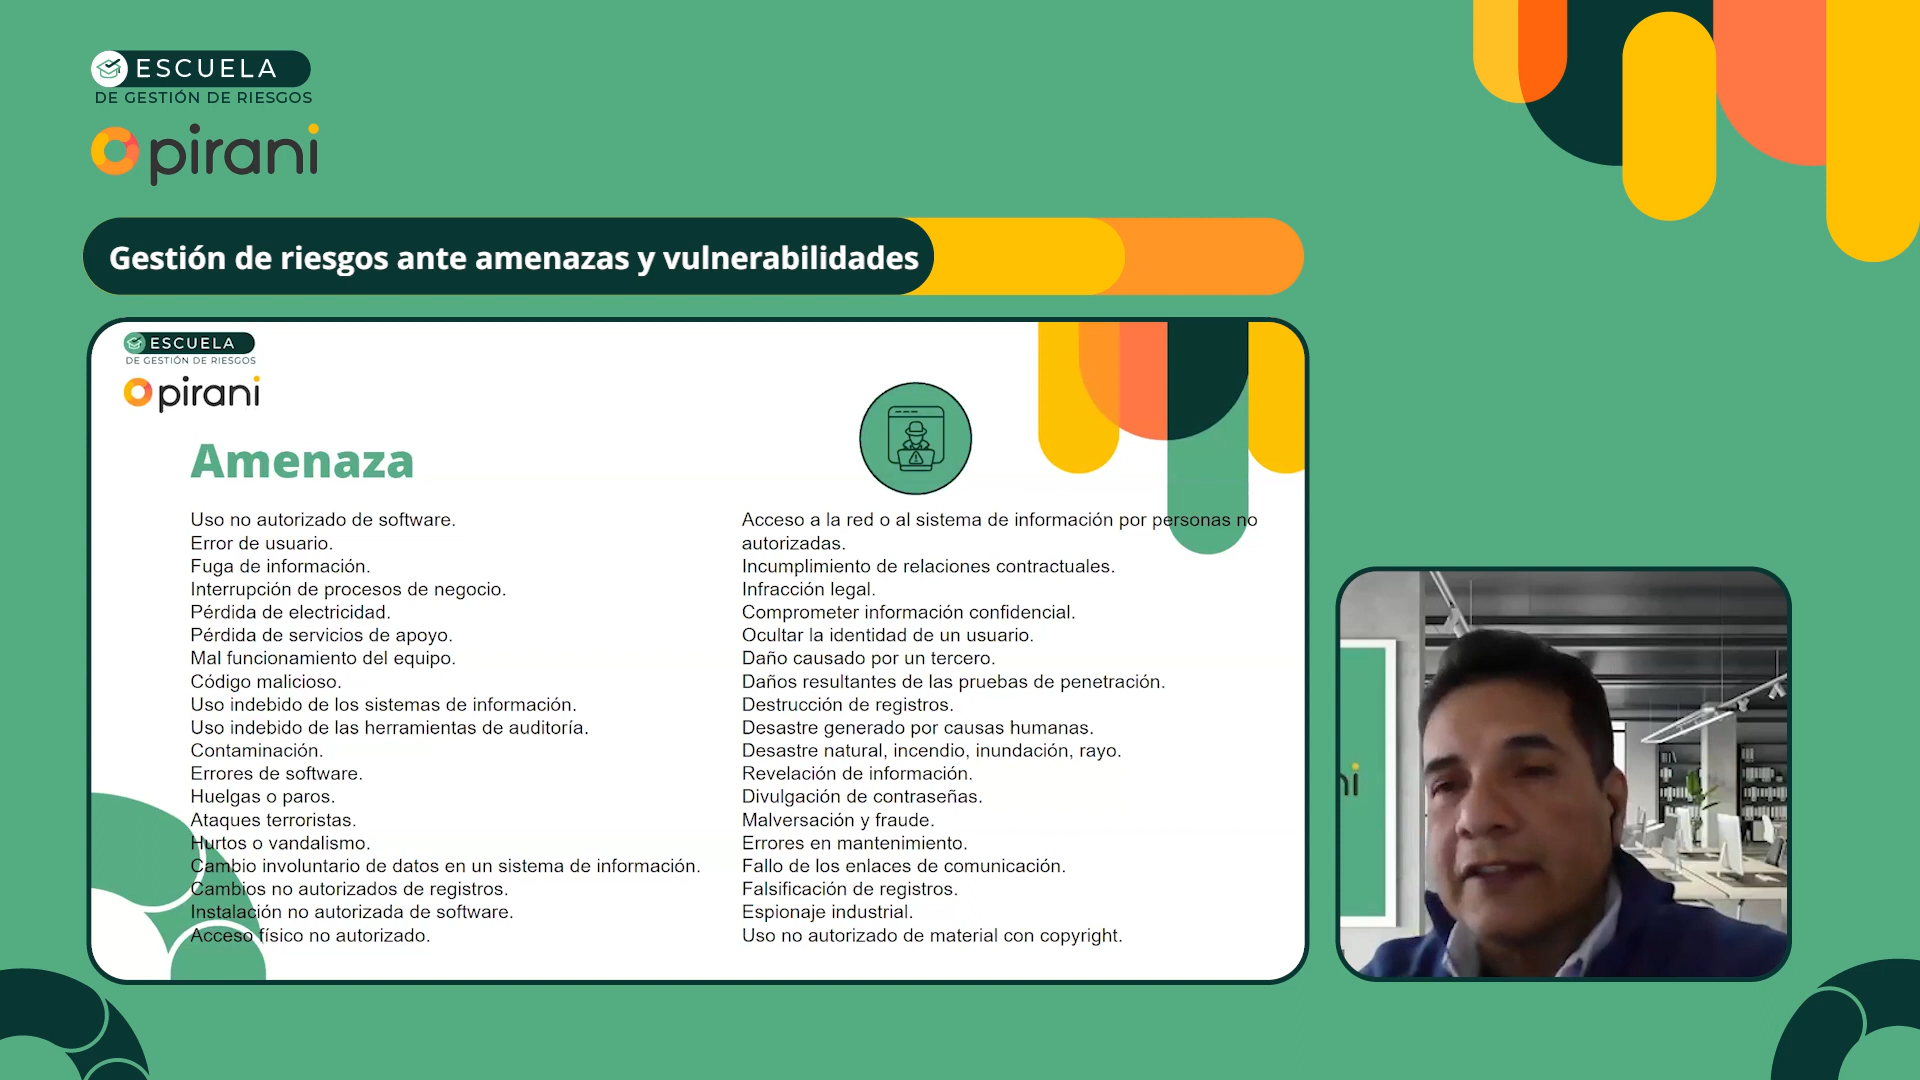 ESCUELA
DE GESTIÓN DE RIESGOS
pirani
Gestión de riesgos ante amenazas y vulnerabilidades
ESCUELA
DE GESTIÓN DE RIESGOS
pirani
Amenaza
Uso no autorizado de software.
Error de usuario.
Fuga de información.
Interrupción de procesos de negocio.
Pérdida de electricidad.
Pérdida de servicios de apoyo.
Mal funcionamiento del equipo.
Código malicioso.
Uso indebido de los sistemas de información.
Uso indebido de las herramientas de auditoría.
Contaminación.
Errores de software.
Huelgas o paros.
Ataques terroristas.
Hurtos o vandalismo.
Cambio involuntario de datos en un sistema de información.
Cambios no autorizados de registros.
Instalación no autorizada de software.
Acceso físico no autorizado.
Acceso a la red o al sistema de información por personas no
autorizadas.
Incumplimiento de relaciones contractuales.
Infracción legal.
Comprometer información confidencial.
Ocultar la identidad de un usuario.
Daño causado por un tercero.
Daños resultantes de las pruebas de penetración.
Destrucción de registros.
Desastre generado por causas humanas.
Desastre natural, incendio, inundación, rayo.
Revelación de información.
Divulgación de contraseñas.
Malversación y fraude.
Errores en mantenimiento.
Fallo de los enlaces de comunicación.
Falsificación de registros.
Espionaje industrial.
Uso no autorizado de material con copyright.
ni